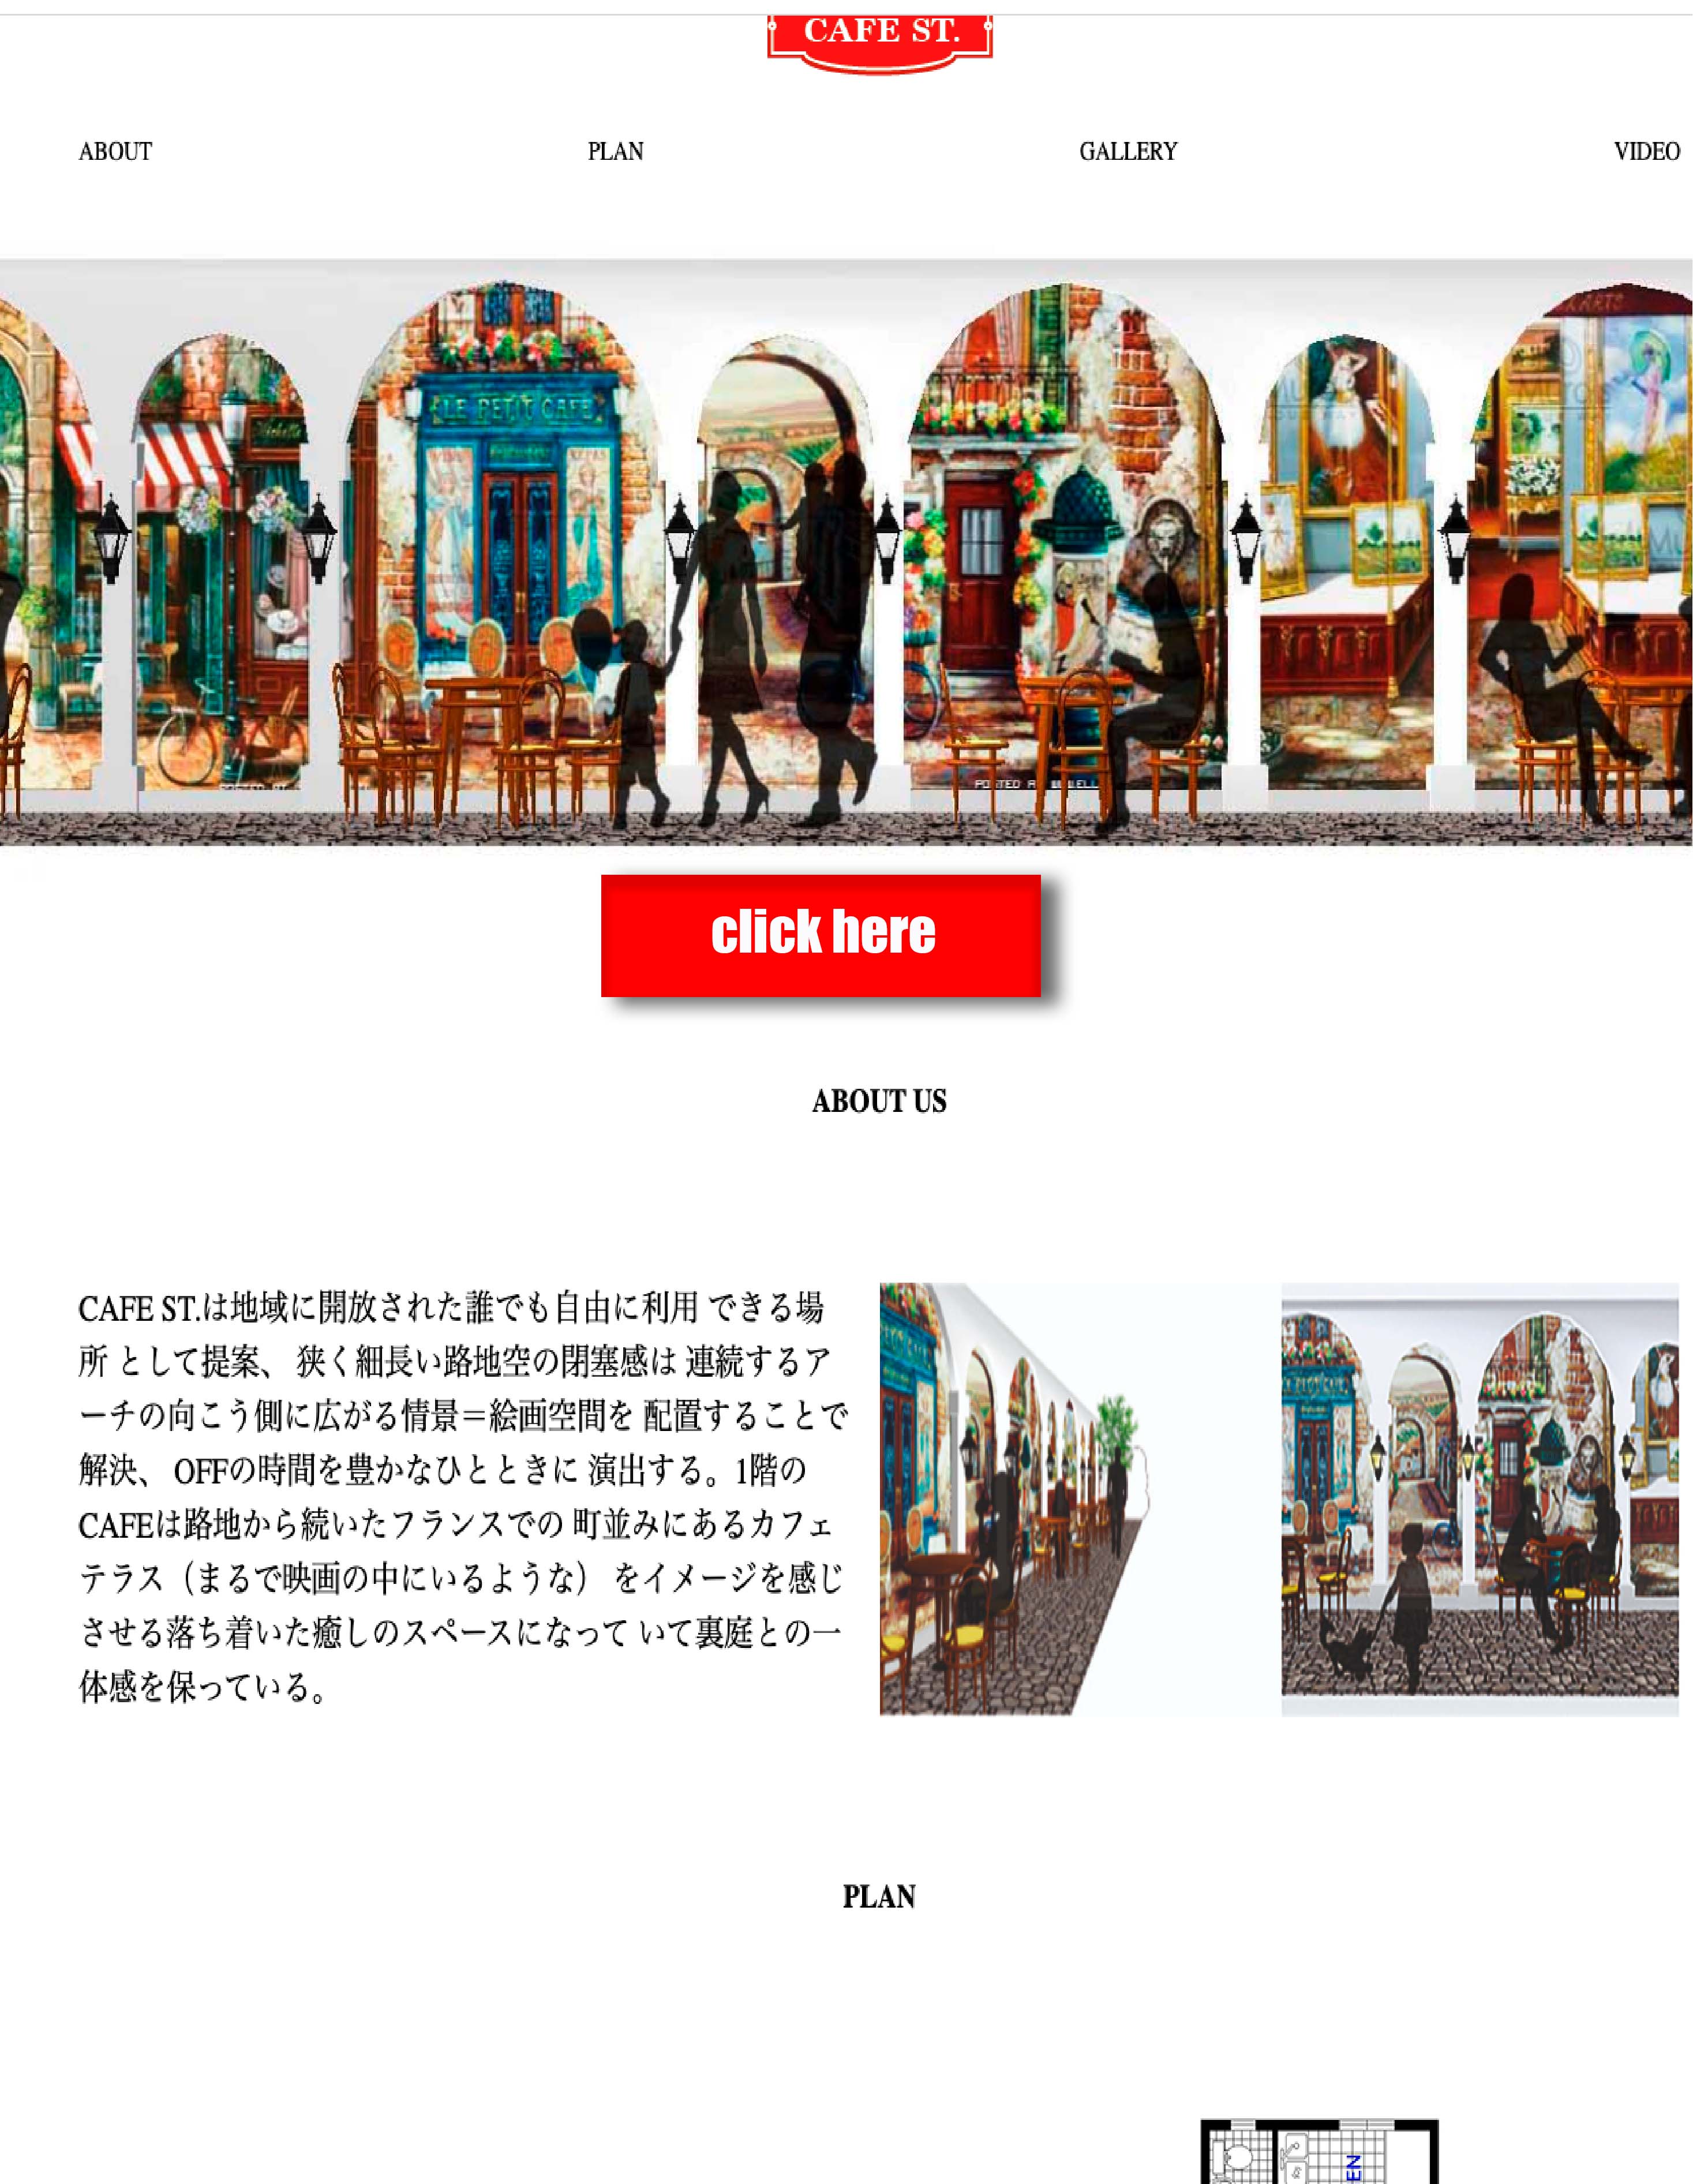 CAFE ST.
ABOUT
PLAN
GALLERY
VIDEO
LE PETIT CAFE
click here
ABOUT US
CAFE ST.は地域に開放された誰でも自由に利用 できる場
所 として提案、 狭く細長い路地空の閉塞感は 連続するア
ーチの向こう側に広がる情景＝絵画空間を 配置することで
解決、 OFFの時間を豊かなひとときに 演出する。1階の
CAFEは路地から続いたフランスでの 町並みにあるカフェ
テラス（まるで映画の中にいるような） をイメージを感じ
させる落ち着いた癒しのスペースになって いて裏庭との一
体感を保っている。
PLAN